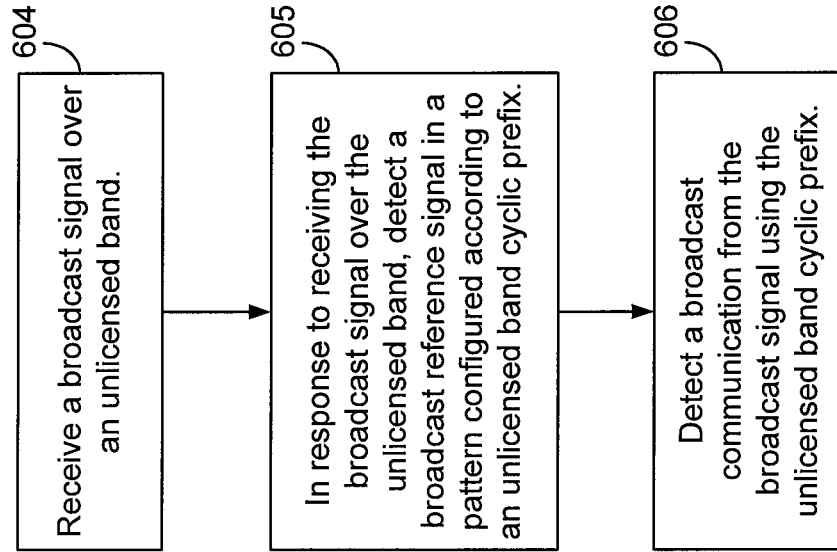 604
Receive a broadcast signal over
an unlicensed band.
605
In response to receiving the
broadcast signal over the
unlicensed band, detect a
broadcast reference signal in a
pattern configured according to
an unlicensed band cyclic prefix.
606
Detect a broadcast
communication from the
broadcast signal using the
unlicensed band cyclic prefix.